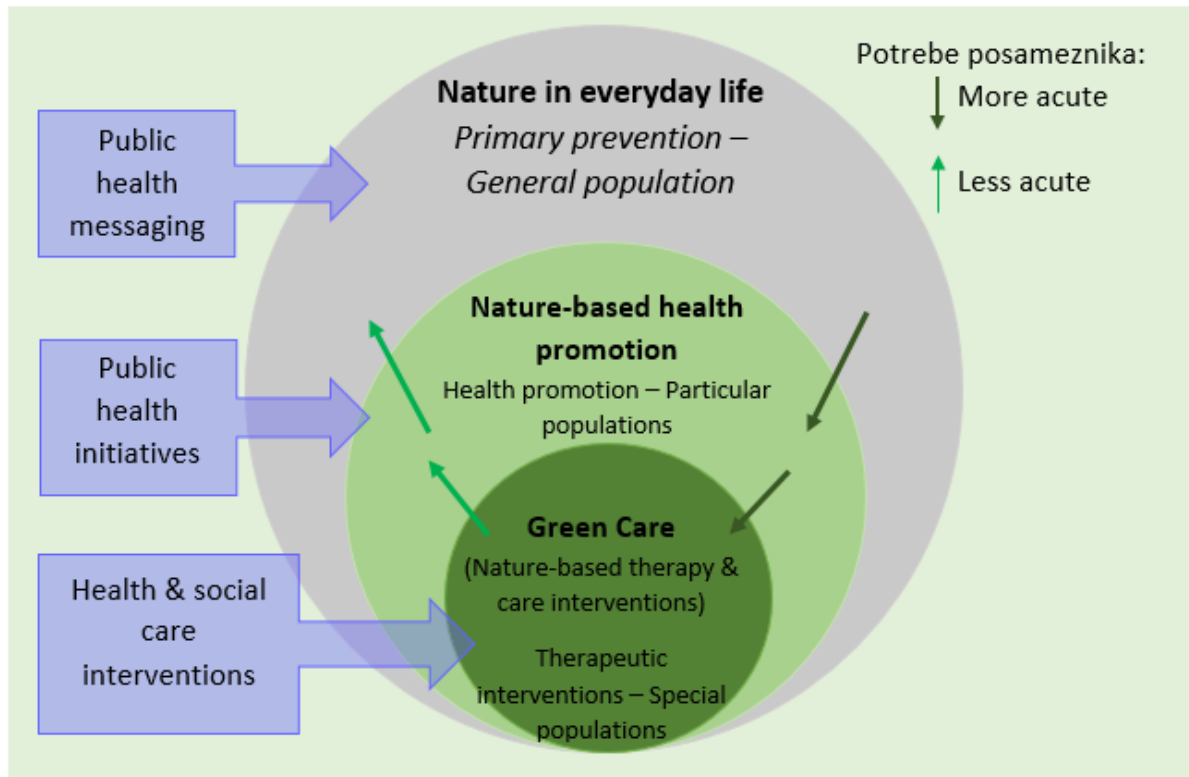 Potrebe posameznika:
More acute
Less acute
Nature in everyday life
Primary prevention –
General population
Public
health
messaging
Nature-based health
promotion
Health promotion – Particular
populations
Public
health
initiatives
Green Care
(Nature-based therapy &
care interventions)
Therapeutic
interventions – Special
populations
Health & social
care
interventions